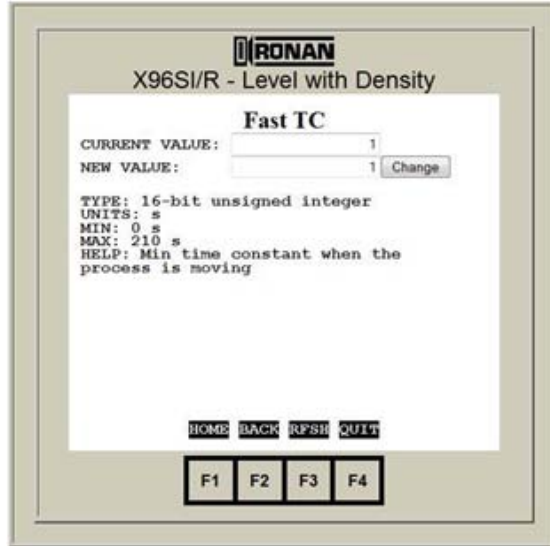 RONAN
X96SI/R - Level with Density
Fast TC
CURRENT VALUE: 1
NEW VALUE: 1 Change
TYPE: 16-bit unsigned integer
UNITS: s
MIN: 0 s
MAX: 210 s
HELP: Min time constant when the
process is moving
HOME BACK RFSH QUIT
F1 F2 F3 F4